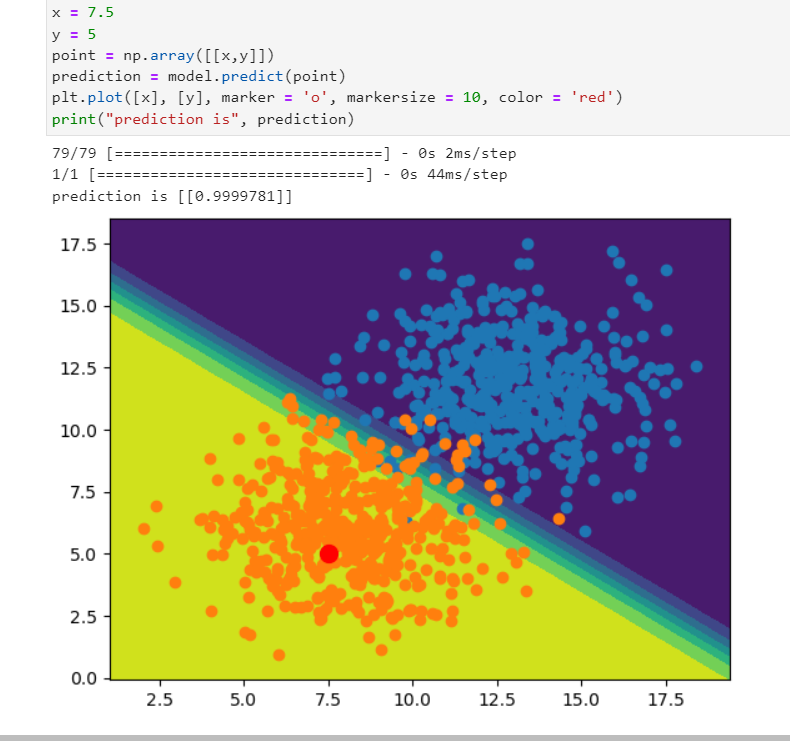 x = 7.5
y = 5
point = np.array([[x,y]])
prediction = model.predict(point)
plt.plot([x], [y], marker = 'o', markersize = 10, color = 'red')
print("prediction is", prediction)
79/79 [==============================] - 0s 2ms/step
1/1 [==============================] - 0s 44ms/step
prediction is [[0.9999781]]
17.5
15.0
12.5
10.0
7.5
5.0
2.5
0.0
2.5 5.0 7.5 10.0 12.5 15.0 17.5